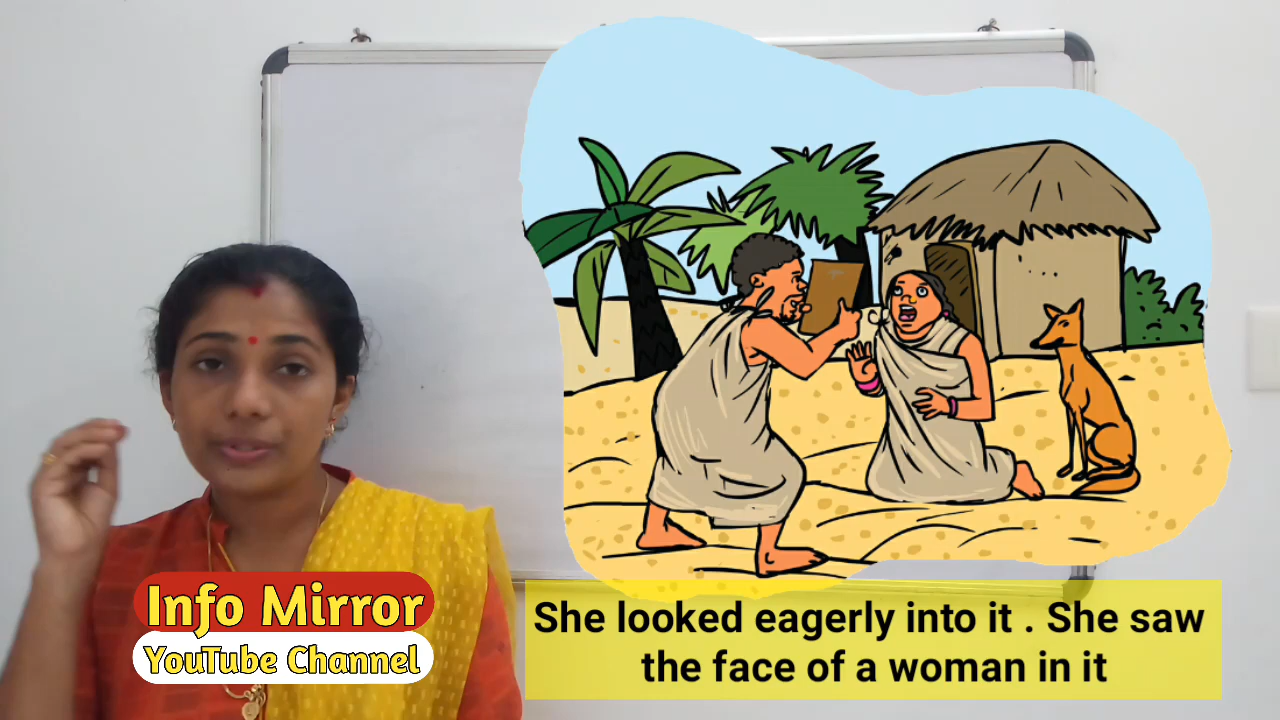 Info Mirror
YouTube Channel
She looked eagerly into it . She saw
the face of a woman in it